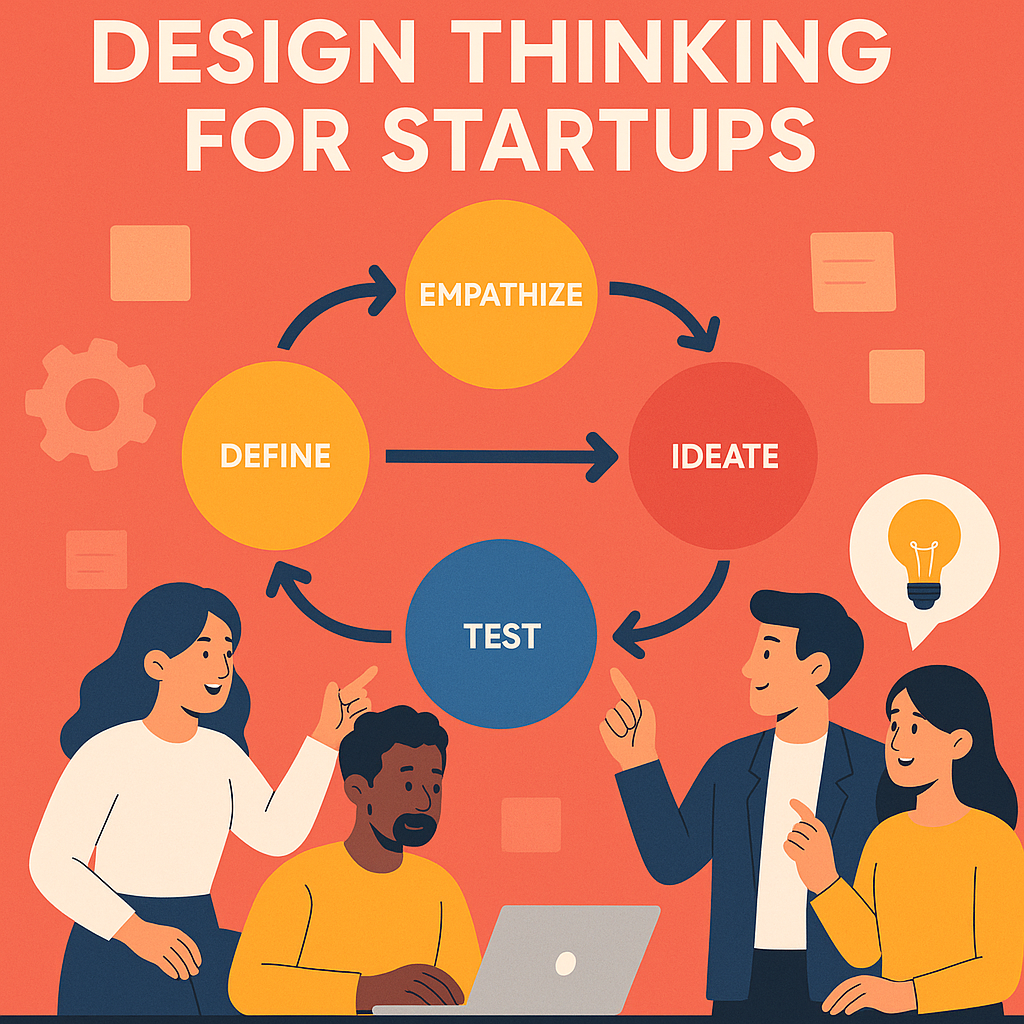 DESIGN THINKING
FOR STARTUPS
EMPATHIZE
DEFINE
IDEATE
TEST